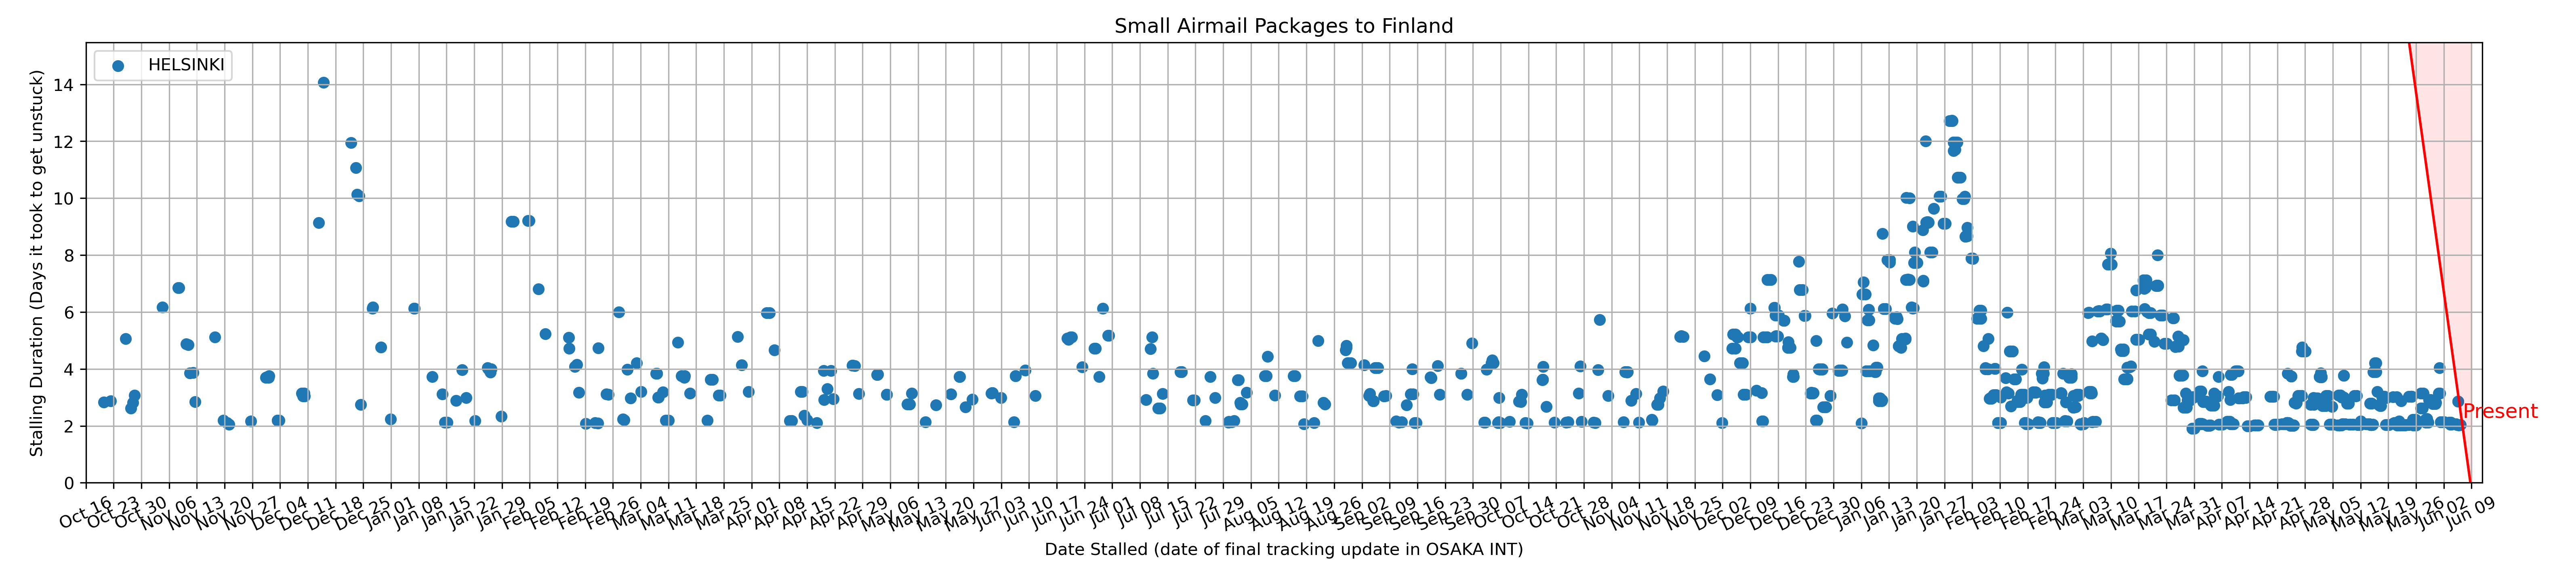 Small Airmail Packages to Finland
HELSINKI
Stalling Duration (Days it took to get unstuck)
14
12
10
8
6
4
2
0
Present
Oct 16 Oct 23 Oct 30 Nov 06 Nov 13 Nov 20 Nov 27 Dec 04 Dec 11 Dec 18 Dec 25 Jan 01 Jan 08 Jan 15 Jan 22 Jan 29 Feb 05 Feb 12 Feb 19 Feb 26 Mar 04 Mar 11 Mar 18 Mar 25 Apr 01 Apr 08 Apr 15 Apr 22 Apr 29 May 06 May 13 May 20 May 27 Jun 03 Jun 10 Jun 17 Jun 24 Jul 01 Jul 08 Jul 15 Jul 22 Jul 29 Aug 05 Aug 12 Aug 19 Aug 26 Sep 02 Sep 09 Sep 16 Sep 23 Sep 30 Oct 07 Oct 14 Oct 21 Oct 28 Nov 04 Nov 11 Nov 18 Nov 25 Dec 02 Dec 09 Dec 16 Dec 23 Dec 30 Jan 06 Jan 13 Jan 20 Jan 27 Feb 03 Feb 10 Feb 17 Feb 24 Mar 03 Mar 10 Mar 17 Mar 24 Mar 31 Apr 07 Apr 14 Apr 21 Apr 28 May 05 May 12 May 19 May 26 Jun 02 Jun 09
Date Stalled (date of final tracking update in OSAKA INT)